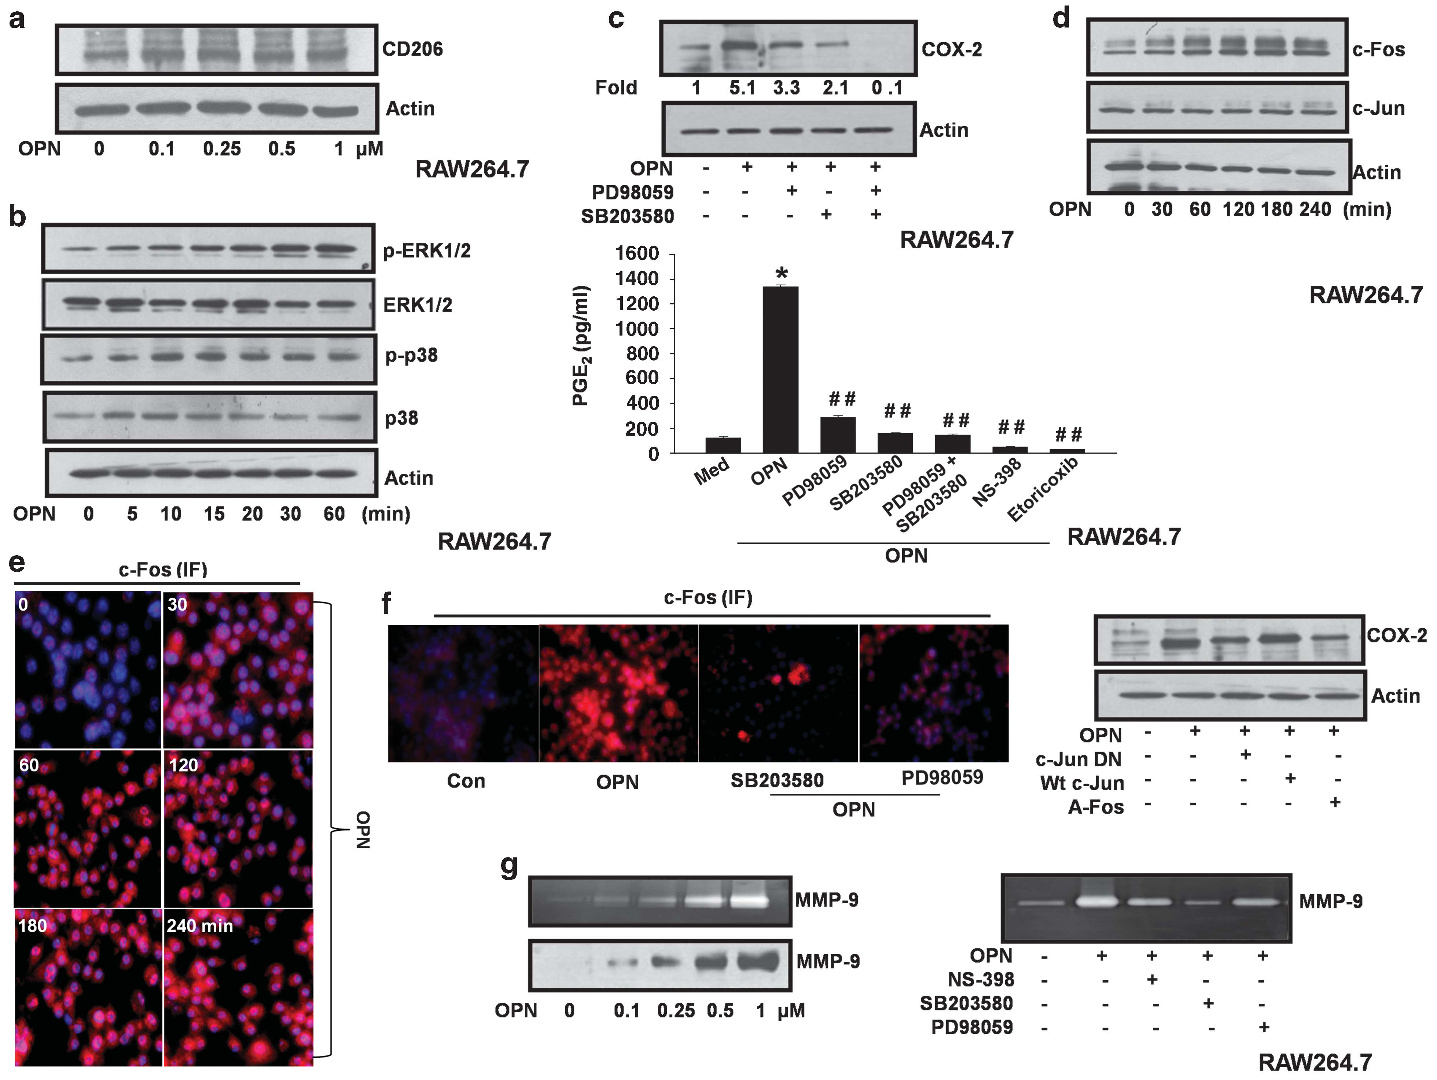 a
CD206
Actin
OPN 0 0.1 0.25 0.5 1 µM
RAW264.7
b
p-ERK1/2
ERK1/2
p-p38
p38
Actin
OPN 0 5 10 15 20 30 60 (min)
RAW264.7
c
COX-2
Fold 1 5.1 3.3 2.1 0 .1
Actin
OPN - + + + +
PD98059 - - + - +
SB203580 - - - + +
RAW264.7
PGE2 (pg/ml)
1600
1400
1200
1000
800
600
400
200
0
*
# #
# #
# #
# #
# #
Med
OPN
PD98059
SB203580
PD98059 +
SB203580
NS-398
Etoricoxib
OPN
RAW264.7
d
c-Fos
c-Jun
Actin
OPN 0 30 60 120 180 240 (min)
RAW264.7
e
c-Fos (IF)
0
30
60
120
180
240 min
OPN
f
c-Fos (IF)
Con OPN SB203580 PD98059
OPN
COX-2
Actin
OPN - + + + +
c-Jun DN - - + - -
Wt c-Jun - - - + -
A-Fos - - - - +
g
MMP-9
MMP-9
OPN 0 0.1 0.25 0.5 1 µM
MMP-9
OPN - + + + +
NS-398 - - + - -
SB203580 - - - + -
PD98059 - - - - +
RAW264.7